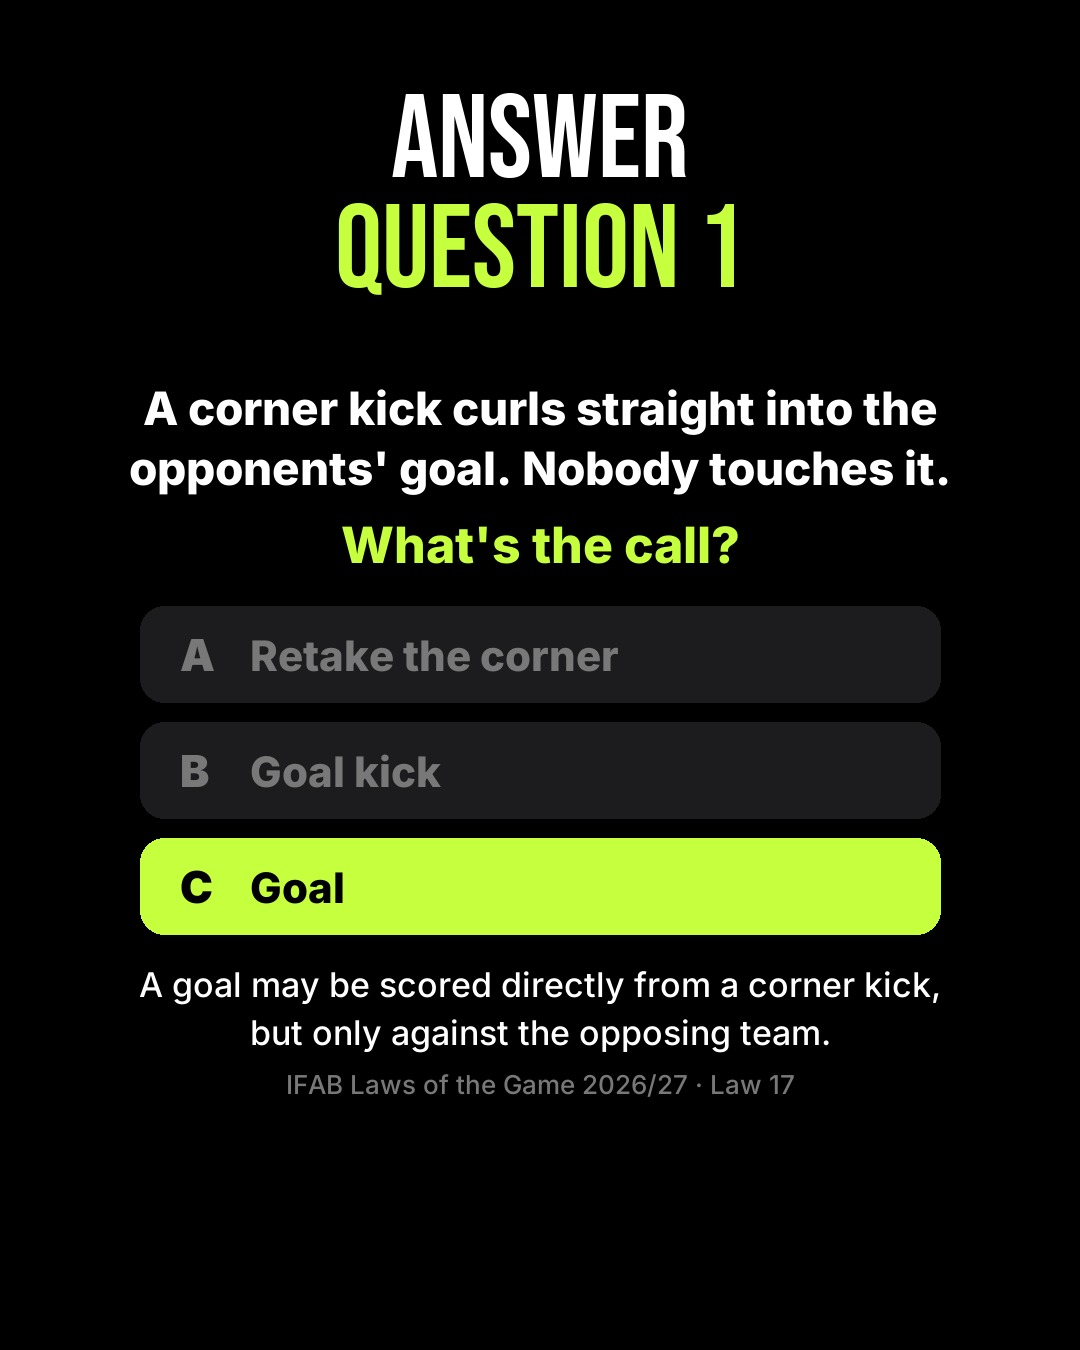 ANSWER
QUESTION 1
A corner kick curls straight into the
opponents' goal. Nobody touches it.
What's the call?
A Retake the corner
B Goal kick
C Goal
A goal may be scored directly from a corner kick,
but only against the opposing team.
IFAB Laws of the Game 2026/27 · Law 17